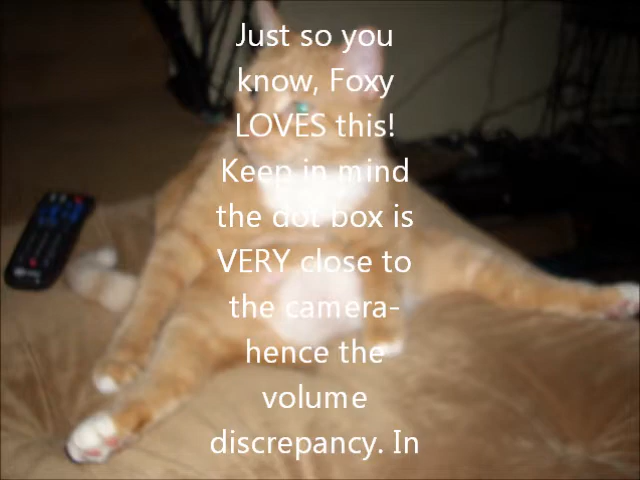 Just so you
know, Foxy
LOVES this!
Keep in mind
the dot box is
VERY close to
the camera-
hence the
volume
discrepancy. In